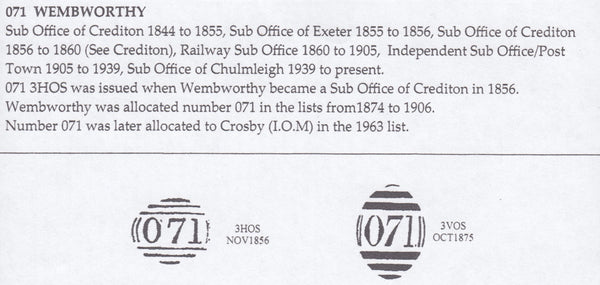 071 WEMBWORTHY
Sub Office of Crediton 1844 to 1855, Sub Office of Exeter 1855 to 1856, Sub Office of Crediton
1856 to 1860 (See Crediton), Railway Sub Office 1860 to 1905, Independent Sub Office/Post
Town 1905 to 1939, Sub Office of Chulmleigh 1939 to present.
071 3HOS was issued when Wembworthy became a Sub Office of Crediton in 1856.
Wembworthy was allocated number 071 in the lists from1874 to 1906.
Number 071 was later allocated to Crosby (I.O.M) in the 1963 list.
071
3HOS
NOV1856
071
3VOS
OCT1875